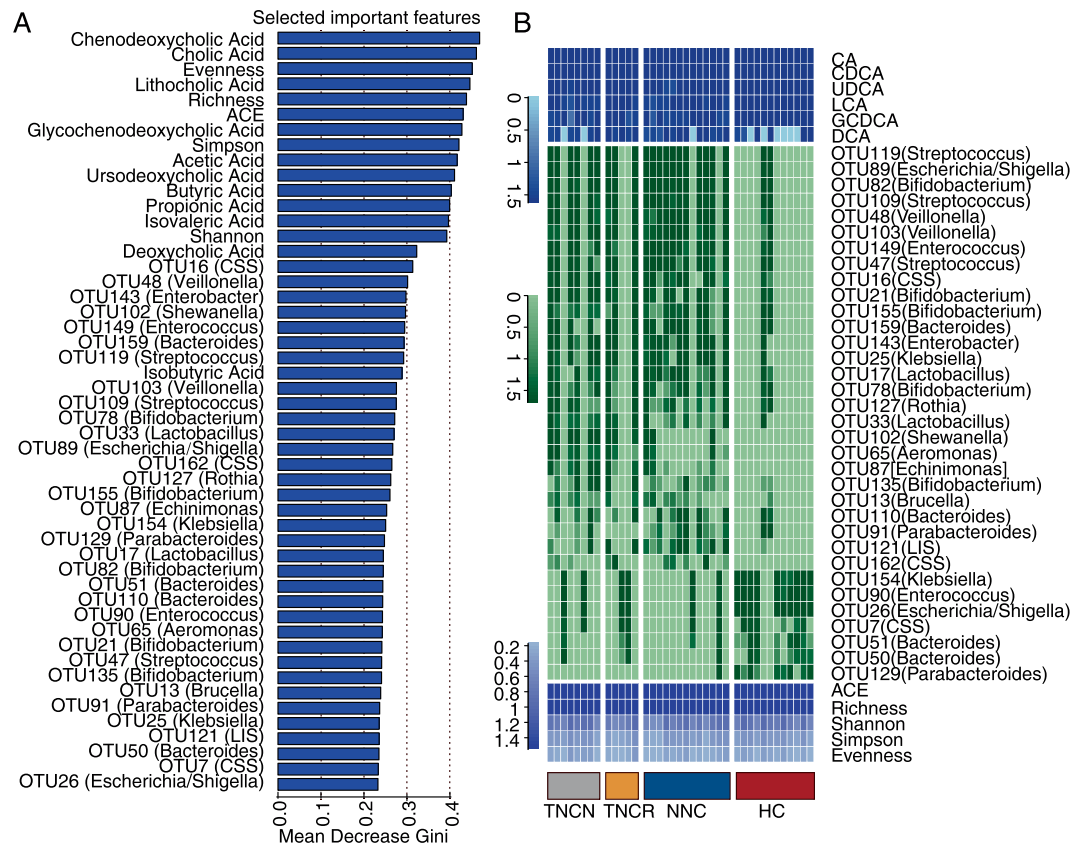 A
Selected important features
Chenodeoxycholic Acid
Cholic Acid
Evenness
Lithocholic Acid
Richness
ACE
Glycochenodeoxycholic Acid
Simpson
Acetic Acid
Ursodeoxycholic Acid
Butyric Acid
Propionic Acid
Isovaleric Acid
Shannon
Deoxycholic Acid
OTU16 (CSS)
OTU48 (Veillonella)
OTU143 (Enterobacter)
OTU102 (Shewanella)
OTU149 (Enterococcus)
OTU159 (Bacteroides)
OTU119 (Streptococcus)
Isobutyric Acid
OTU103 (Veillonella)
OTU109 (Streptococcus)
OTU78 (Bifidobacterium)
OTU33 (Lactobacillus)
OTU89 (Escherichia/Shigella)
OTU162 (CSS)
OTU127 (Rothia)
OTU155 (Bifidobacterium)
OTU87 (Echinimonas)
OTU154 (Klebsiella)
OTU129 (Parabacteroides)
OTU17 (Lactobacillus)
OTU82 (Bifidobacterium)
OTU51 (Bacteroides)
OTU110 (Bacteroides)
OTU90 (Enterococcus)
OTU65 (Aeromonas)
OTU21 (Bifidobacterium)
OTU47 (Streptococcus)
OTU135 (Bifidobacterium)
OTU13 (Brucella)
OTU91 (Parabacteroides)
OTU25 (Klebsiella)
OTU121 (LIS)
OTU50 (Bacteroides)
OTU7 (CSS)
OTU26 (Escherichia/Shigella)
0.0 0.1 0.2 0.3 0.4
Mean Decrease Gini
B
0 0.5 1 1.5
0 0.5 1 1.5
0.2
0.4
0.6
0.8
1
1.2
1.4
CA
CDCA
UDCA
LCA
GCDCA
DCA
OTU119(Streptococcus)
OTU89(Escherichia/Shigella)
OTU82(Bifidobacterium)
OTU109(Streptococcus)
OTU48(Veillonella)
OTU103(Veillonella)
OTU149(Enterococcus)
OTU47(Streptococcus)
OTU16(CSS)
OTU21(Bifidobacterium)
OTU155(Bifidobacterium)
OTU159(Bacteroides)
OTU143(Enterobacter)
OTU25(Klebsiella)
OTU17(Lactobacillus)
OTU78(Bifidobacterium)
OTU127(Rothia)
OTU33(Lactobacillus)
OTU102(Shewanella)
OTU65(Aeromonas)
OTU87[Echinimonas]
OTU135(Bifidobacterium)
OTU13(Brucella)
OTU110(Bacteroides)
OTU91(Parabacteroides)
OTU121(LIS)
OTU162(CSS)
OTU154(Klebsiella)
OTU90(Enterococcus)
OTU26(Escherichia/Shigella)
OTU7(CSS)
OTU51(Bacteroides)
OTU50(Bacteroides)
OTU129(Parabacteroides)
ACE
Richness
Shannon
Simpson
Evenness
TNCN TNCR NNC HC